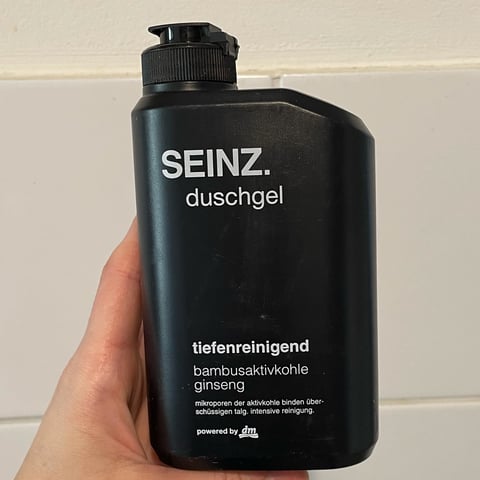 SEINZ.
duschgel
tiefenreinigend
bambusaktivkohle
ginseng
mikroporen der aktivkohle binden über-
schüssigen talg. intensive reinigung.
powered by dm